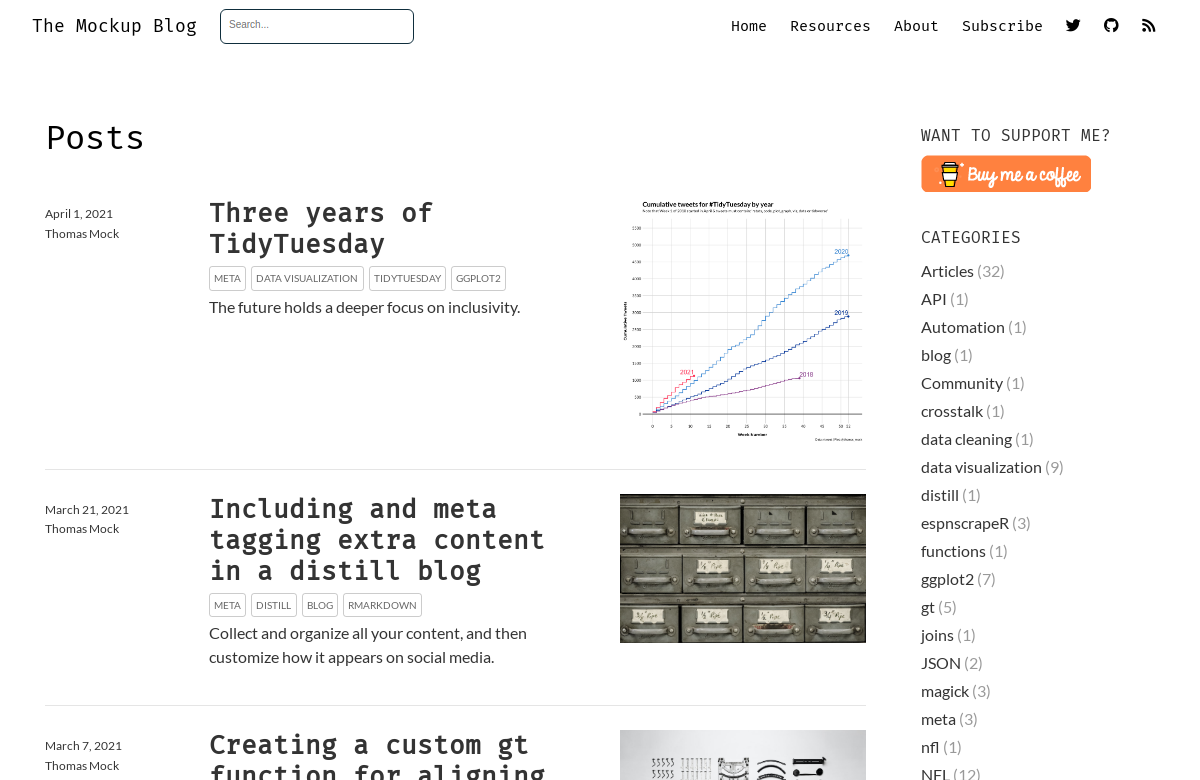 The Mockup Blog
Search...
Home
Resources
About
Subscribe
Posts
April 1, 2021
Thomas Mock
Three years of
TidyTuesday
META
DATA VISUALIZATION
TIDYTUESDAY
GGPLOT2
The future holds a deeper focus on inclusivity.
Cumulative tweets for #TidyTuesday by year
2020
2019
2021
2018
Cumulative Tweets
Week Number
March 21, 2021
Thomas Mock
Including and meta
tagging extra content
in a distill blog
META
DISTILL
BLOG
RMARKDOWN
Collect and organize all your content, and then
customize how it appears on social media.
March 7, 2021
Thomas Mock
Creating a custom gt
function for aligning
WANT TO SUPPORT ME?
Buy me a coffee
CATEGORIES
Articles (32)
API (1)
Automation (1)
blog (1)
Community (1)
crosstalk (1)
data cleaning (1)
data visualization (9)
distill (1)
espnscrapeR (3)
functions (1)
ggplot2 (7)
gt (5)
joins (1)
JSON (2)
magick (3)
meta (3)
nfl (1)
NFL (12)